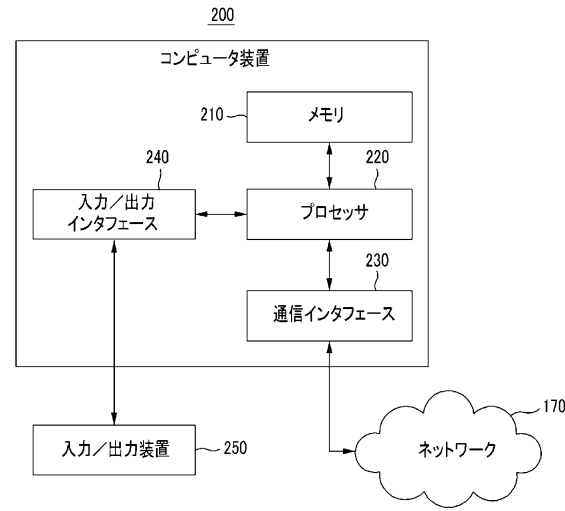 200
コンピュータ装置
210
メモリ
240
220
入力／出力
インタフェース
プロセッサ
230
通信インタフェース
170
入力／出力装置
250
ネットワーク